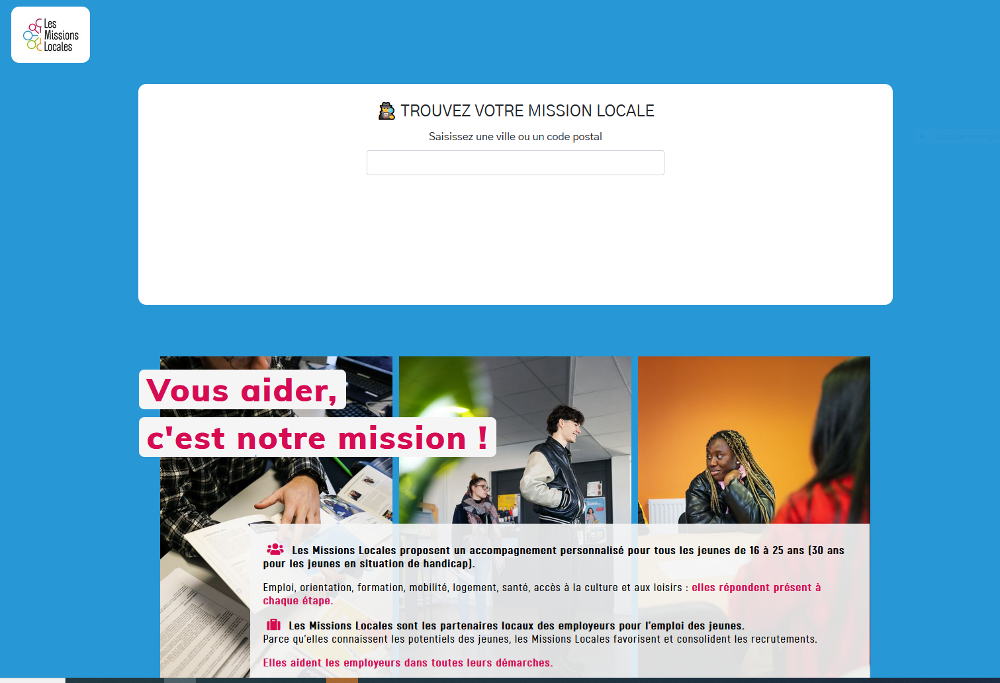 Les
Missions
Locales
TROUVEZ VOTRE MISSION LOCALE
Saisissez une ville ou un code postal
Vous aider,
c'est notre mission !
Les Missions Locales proposent un accompagnement personnalisé pour tous les jeunes de 16 à 25 ans (30 ans
pour les jeunes en situation de handicap).
Emploi, orientation, formation, mobilité, logement, santé, accès à la culture et aux loisirs : elles répondent présent à
chaque étape.
Les Missions Locales sont les partenaires locaux des employeurs pour l’emploi des jeunes.
Parce qu’elles connaissent les potentiels des jeunes, les Missions Locales favorisent et consolident les recrutements.
Elles aident les employeurs dans toutes leurs démarches.